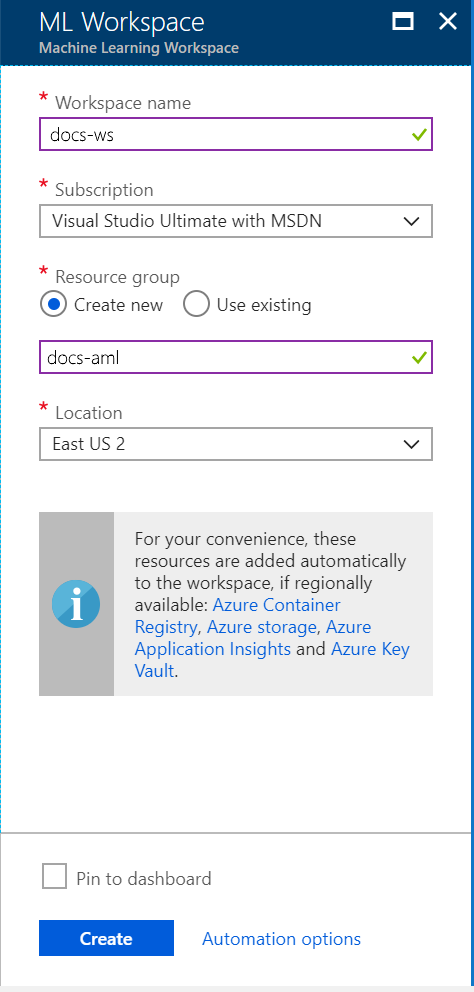 ML Workspace
Machine Learning Workspace
* Workspace name
docs-ws
* Subscription
Visual Studio Ultimate with MSDN
* Resource group
Create new Use existing
docs-aml
* Location
East US 2
For your convenience, these
resources are added automatically
to the workspace, if regionally
available: Azure Container
Registry, Azure storage, Azure
Application Insights and Azure Key
Vault.
Pin to dashboard
Create Automation options